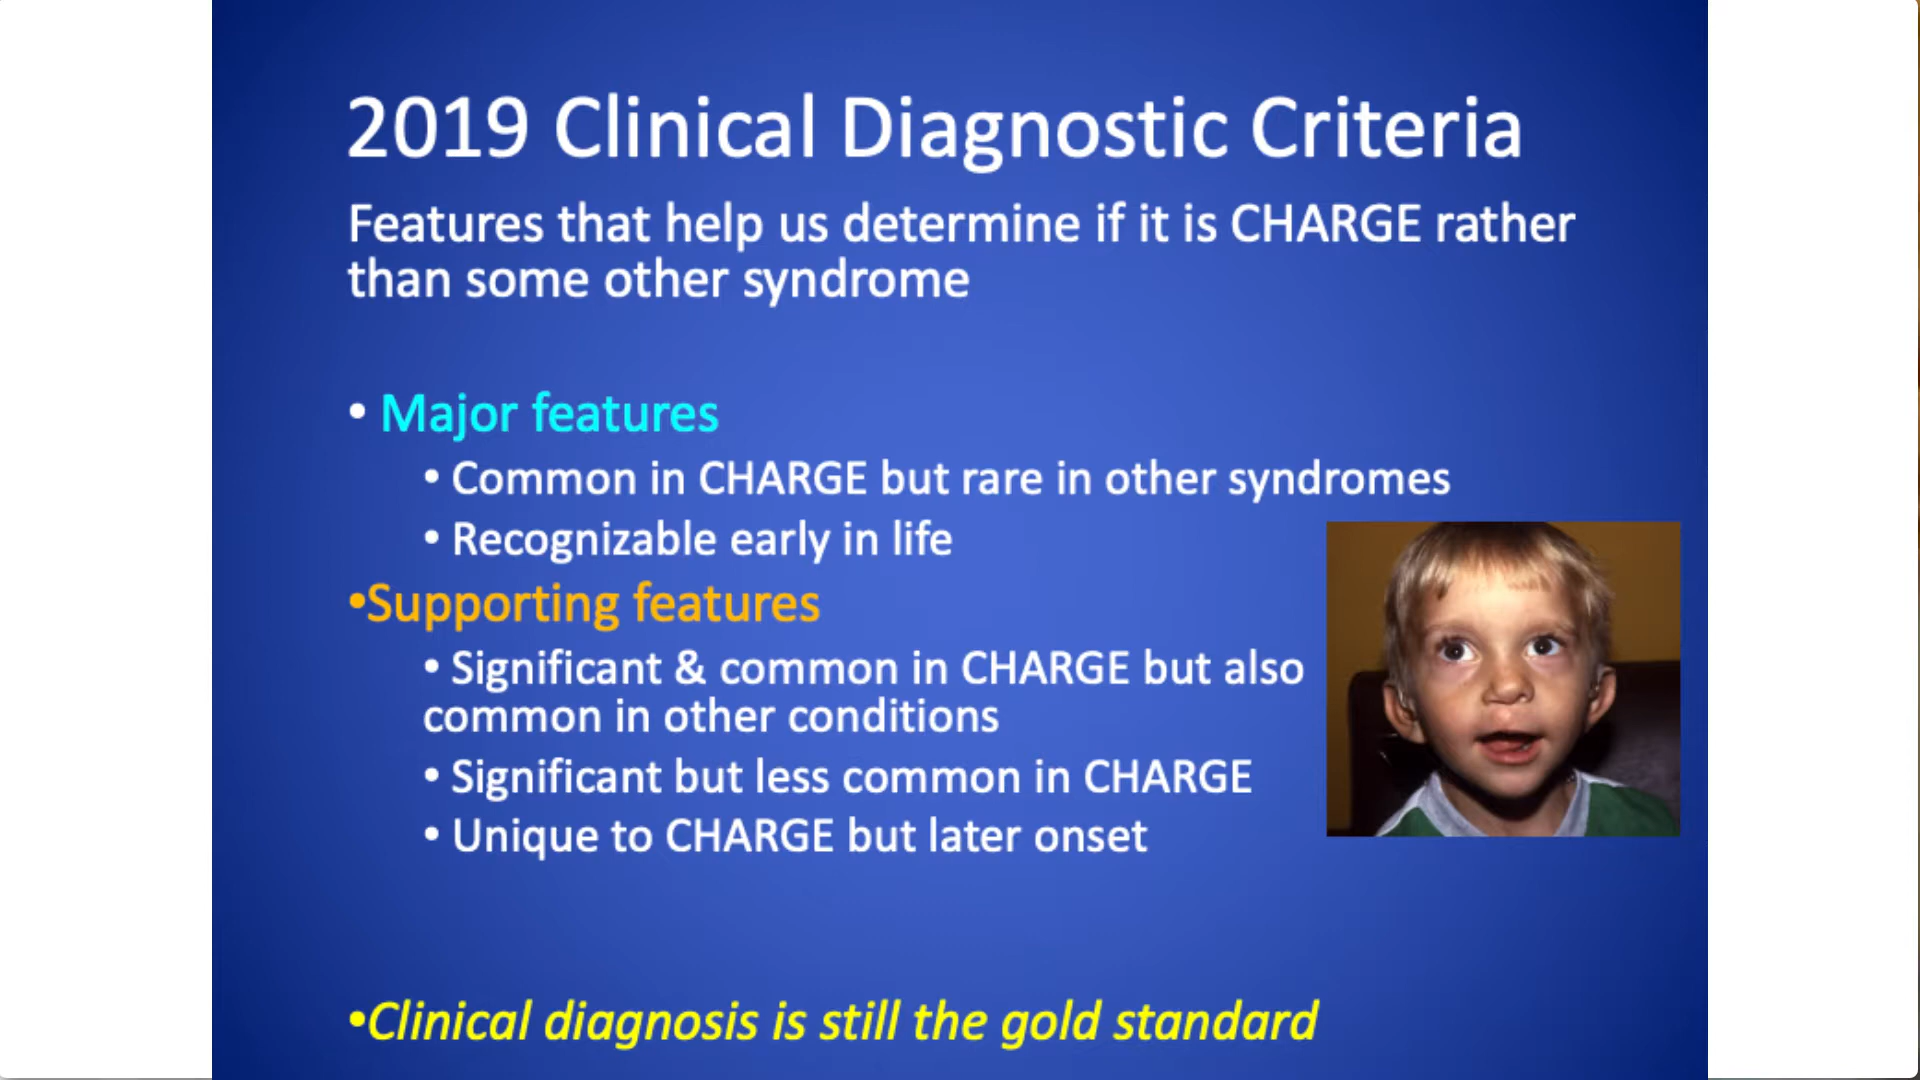 2019 Clinical Diagnostic Criteria
Features that help us determine if it is CHARGE rather
than some other syndrome
• Major features
• Common in CHARGE but rare in other syndromes
• Recognizable early in life
•Supporting features
• Significant & common in CHARGE but also
common in other conditions
• Significant but less common in CHARGE
• Unique to CHARGE but later onset
•Clinical diagnosis is still the gold standard